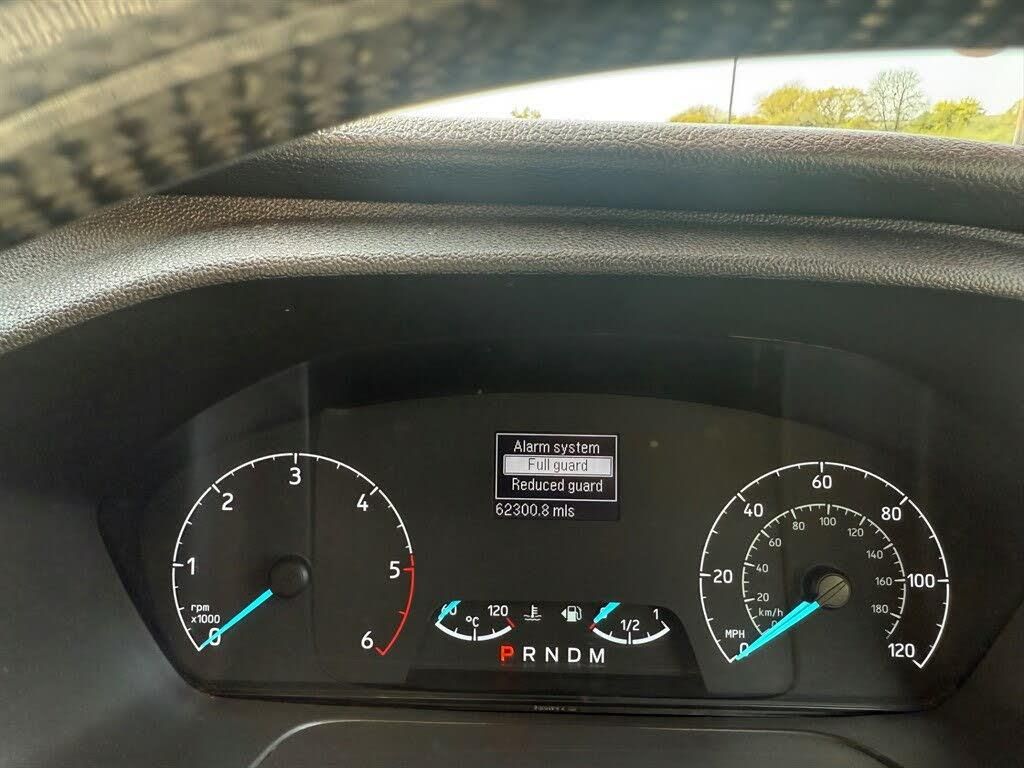 Alarm system
Full guard
Reduced guard
62300.8 mls
0 1 2 3 4 5 6
rpm
x1000
60 120
°C
0 1/2 1
P R N D M
0 20 40 60 80 100 120
MPH
20 40 60 80 100 120 140 160 180
km/h